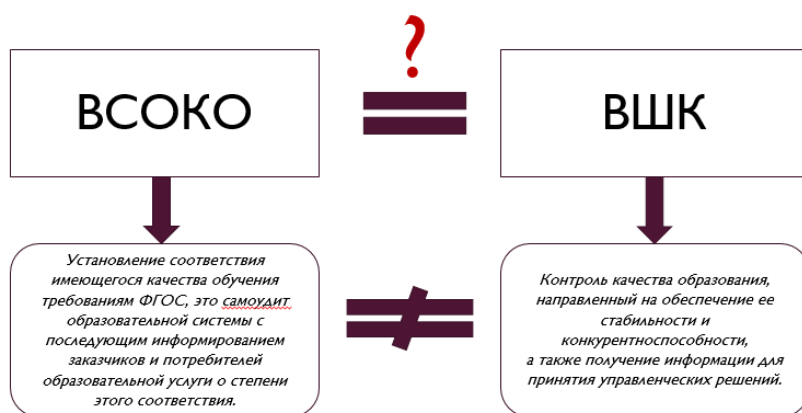 ?
ВСОКО
=
ВШК
Установление соответствия
имеющегося качества обучения
требованиям ФГОС, это самоудит
образовательной системы с
последующим информированием
заказчиков и потребителей
образовательной услуги о степени
этого соответствия.
≠
Контроль качества образования,
направленный на обеспечение ее
стабильности и
конкурентноспособности,
а также получение информации для
принятия управленческих решений.